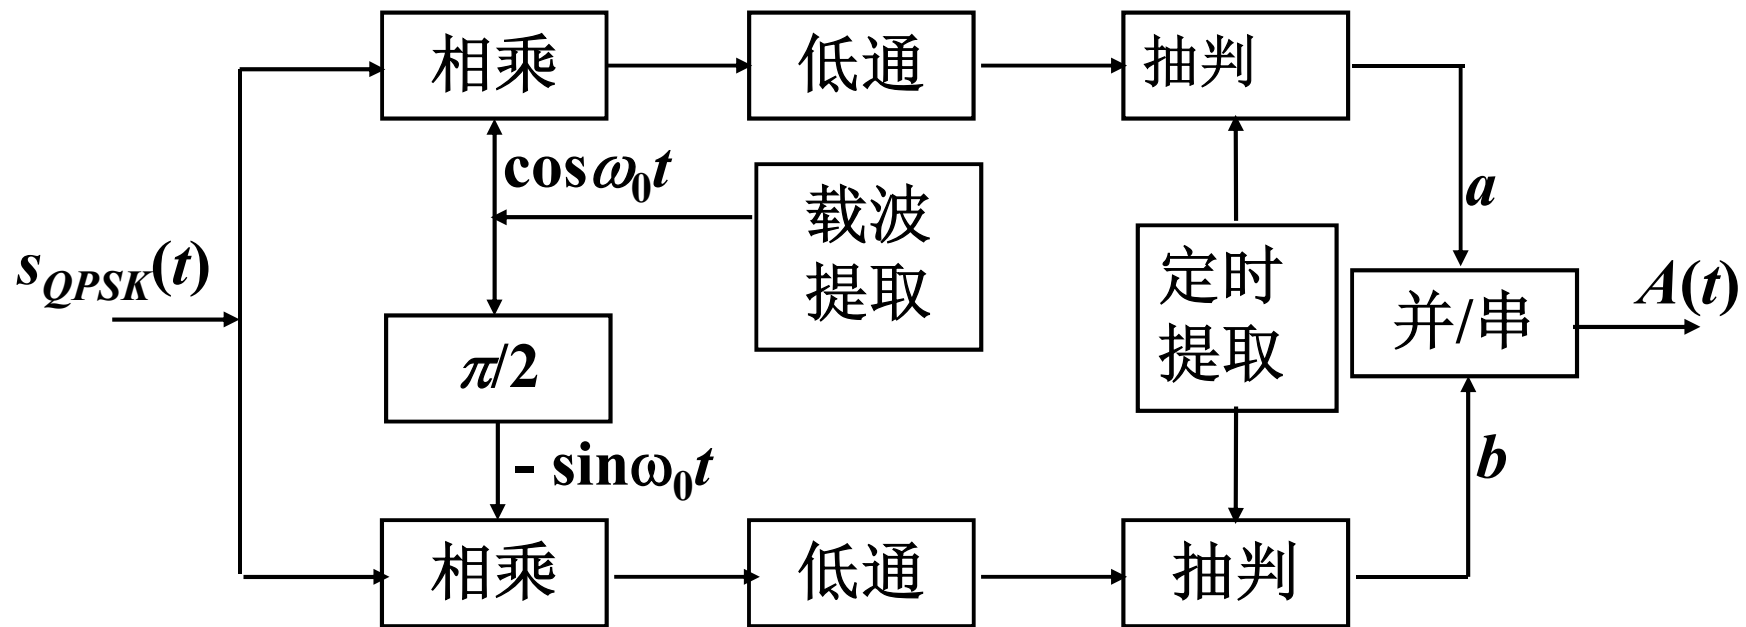 相乘
低通
抽判
cosω₀t
载波
提取
a
s_QPSK(t)
定时
提取
A(t)
并/串
π/2
- sinω₀t
b
相乘
低通
抽判